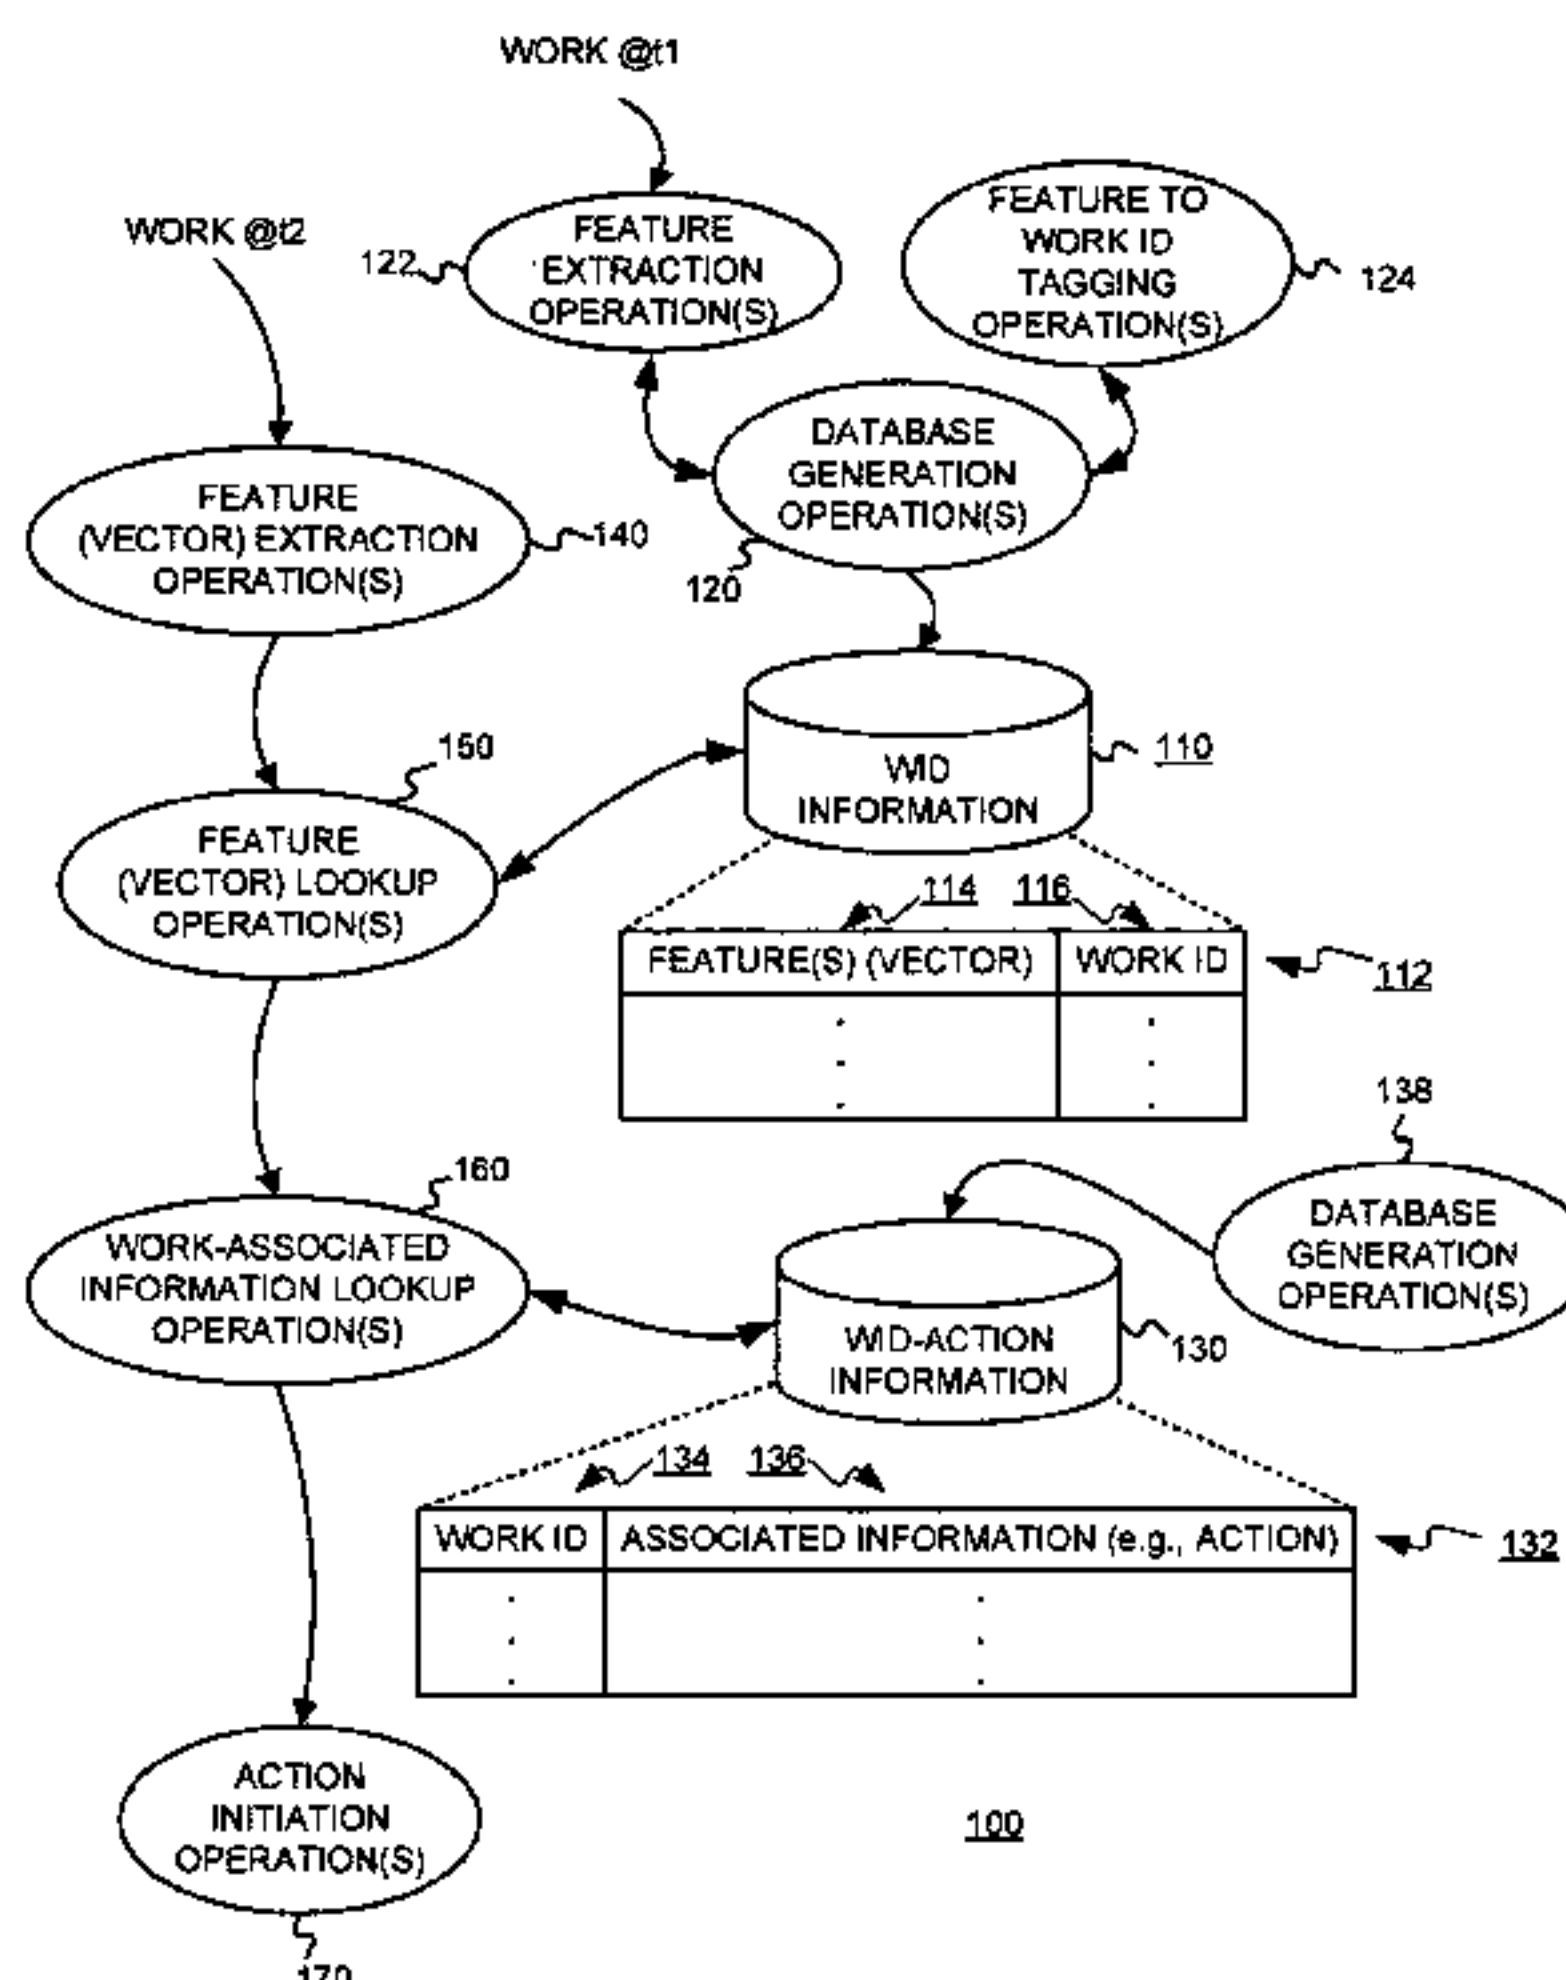 WORK @t1
WORK @t2
122
FEATURE
EXTRACTION
OPERATION(S)
FEATURE TO
WORK ID
TAGGING
OPERATION(S)
124
FEATURE
(VECTOR) EXTRACTION
OPERATION(S)
140
DATABASE
GENERATION
OPERATION(S)
120
150
FEATURE
(VECTOR) LOOKUP
OPERATION(S)
WID
INFORMATION
110
114 116
FEATURE(S) (VECTOR) WORK ID
112
.
.
.
.
.
.
138
DATABASE
GENERATION
OPERATION(S)
160
WORK-ASSOCIATED
INFORMATION LOOKUP
OPERATION(S)
WID-ACTION
INFORMATION
130
134 136
WORK ID ASSOCIATED INFORMATION (e.g., ACTION)
132
.
.
.
.
.
.
ACTION
INITIATION
OPERATION(S)
170
100